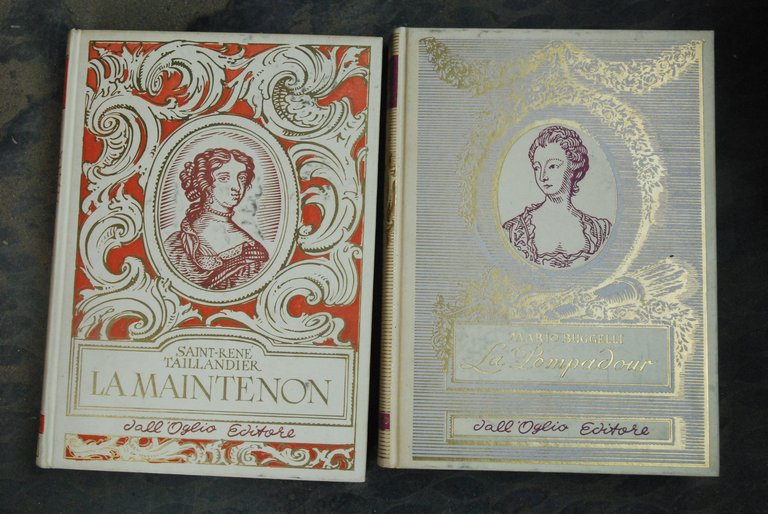 SAINT-RENE
TAILLANDIER
LA MAINTENON
dall'Oglio Editore
MARIO BUGGELLI
La Pompadour
dall'Oglio Editore